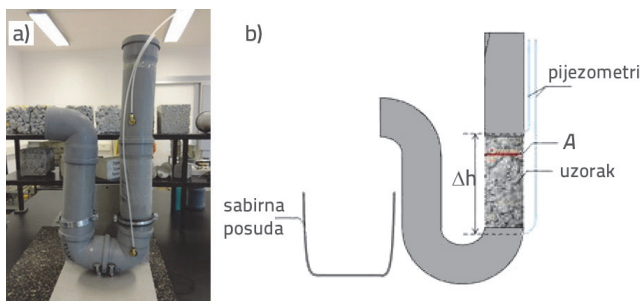 a)
b)
pijezometri
A
Δh
uzorak
sabirna
posuda